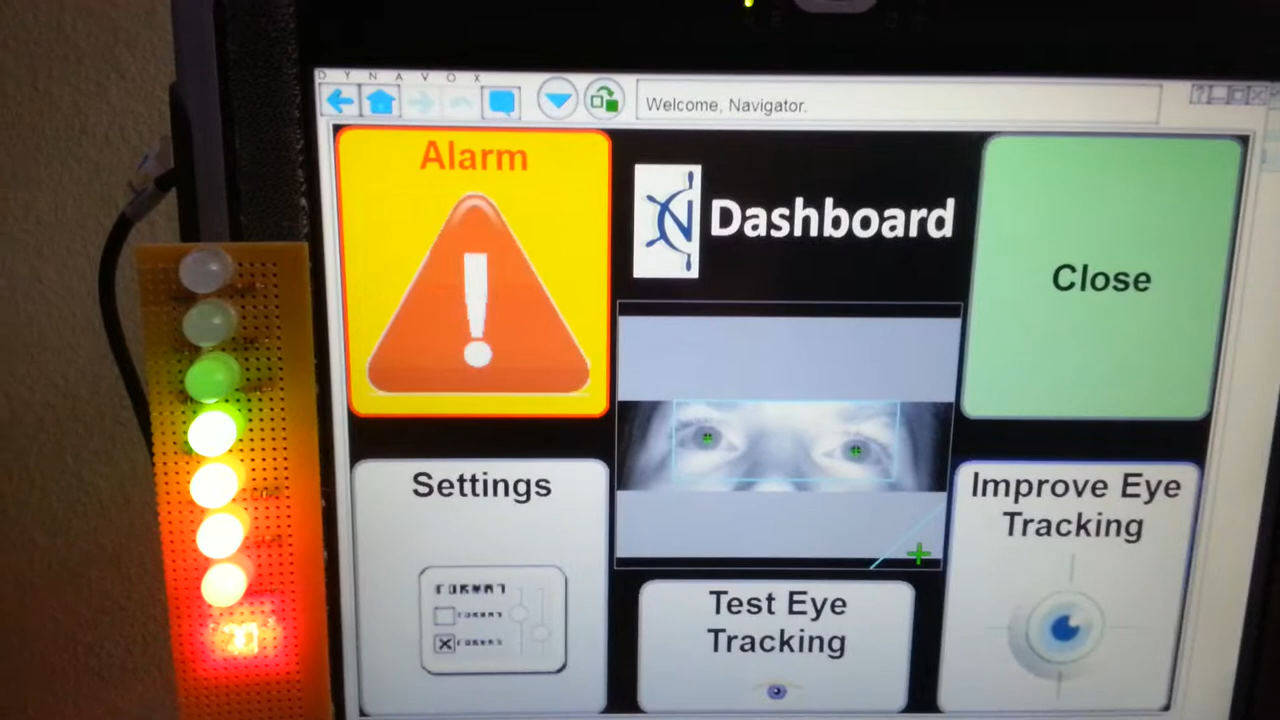 DYNAVOX
Welcome, Navigator.
?
Alarm
!
N Dashboard
Close
Settings
Improve Eye
Tracking
Test Eye
Tracking